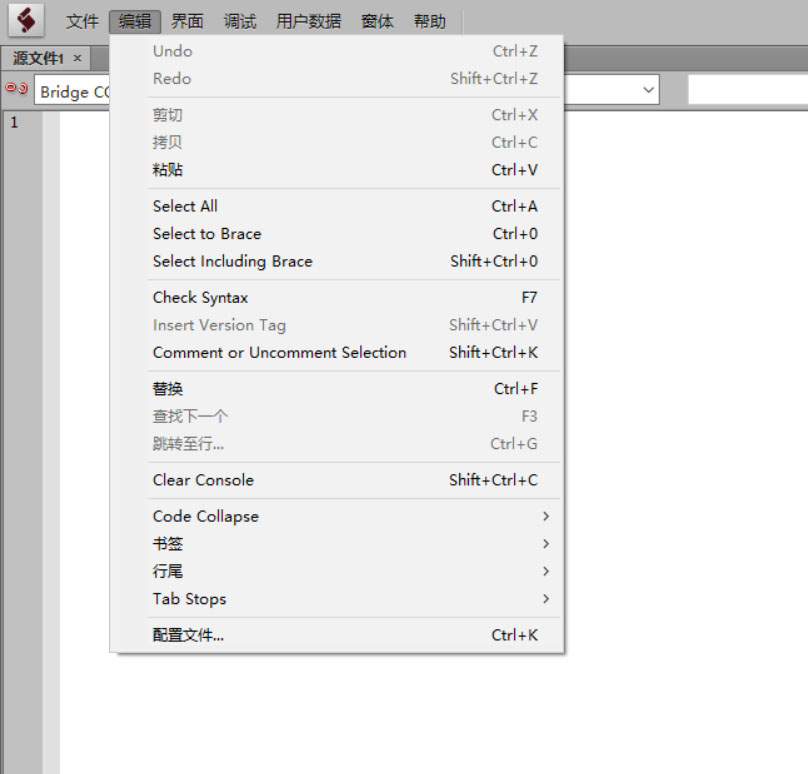 文件 编辑 界面 调试 用户数据 窗体 帮助
源文件1 ×
Bridge CC
1
Undo Ctrl+Z
Redo Shift+Ctrl+Z
剪切 Ctrl+X
拷贝 Ctrl+C
粘贴 Ctrl+V
Select All Ctrl+A
Select to Brace Ctrl+0
Select Including Brace Shift+Ctrl+0
Check Syntax F7
Insert Version Tag Shift+Ctrl+V
Comment or Uncomment Selection Shift+Ctrl+K
替换 Ctrl+F
查找下一个 F3
跳转至行... Ctrl+G
Clear Console Shift+Ctrl+C
Code Collapse
书签
行尾
Tab Stops
配置文件... Ctrl+K